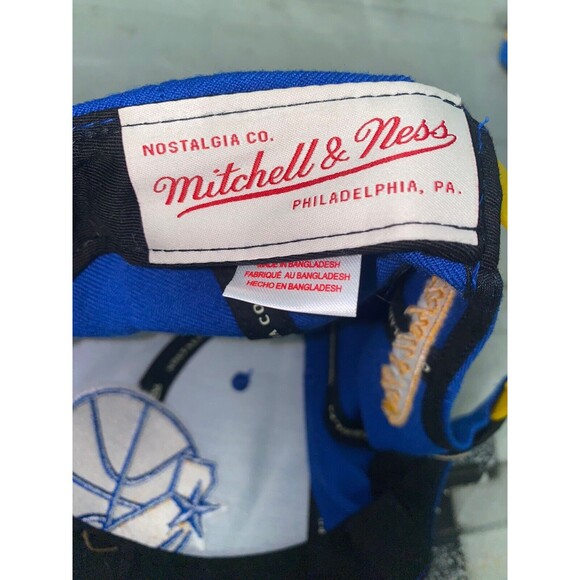 NOSTALGIA CO.
Mitchell & Ness
PHILADELPHIA, PA.
MADE IN BANGLADESH
FABRIQUÉ AU BANGLADESH
HECHO EN BANGLADESH